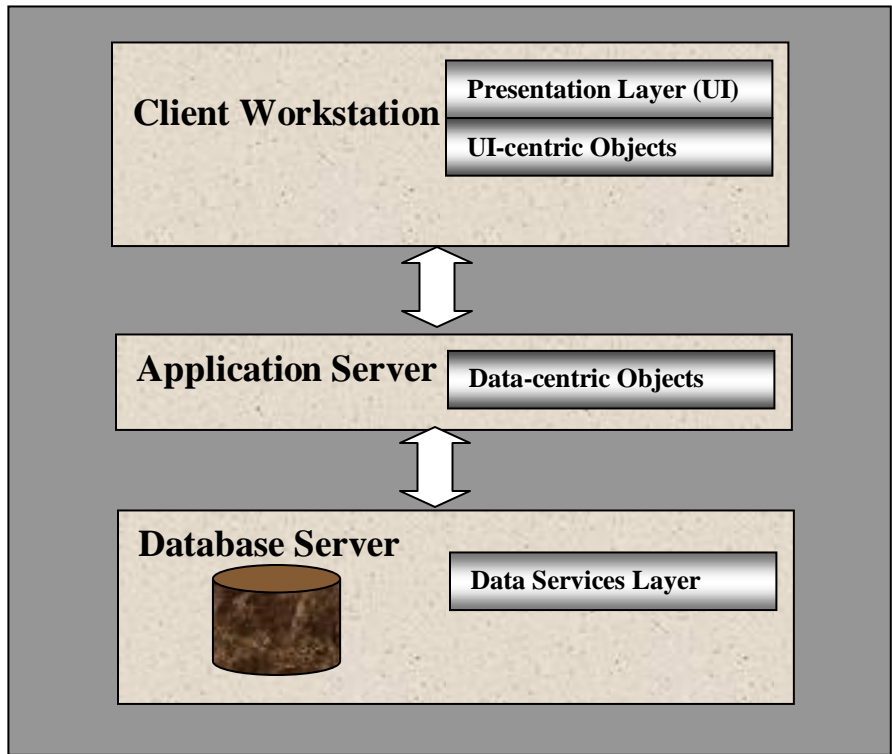 Client Workstation
Presentation Layer (UI)
UI-centric Objects
Application Server
Data-centric Objects
Database Server
Data Services Layer